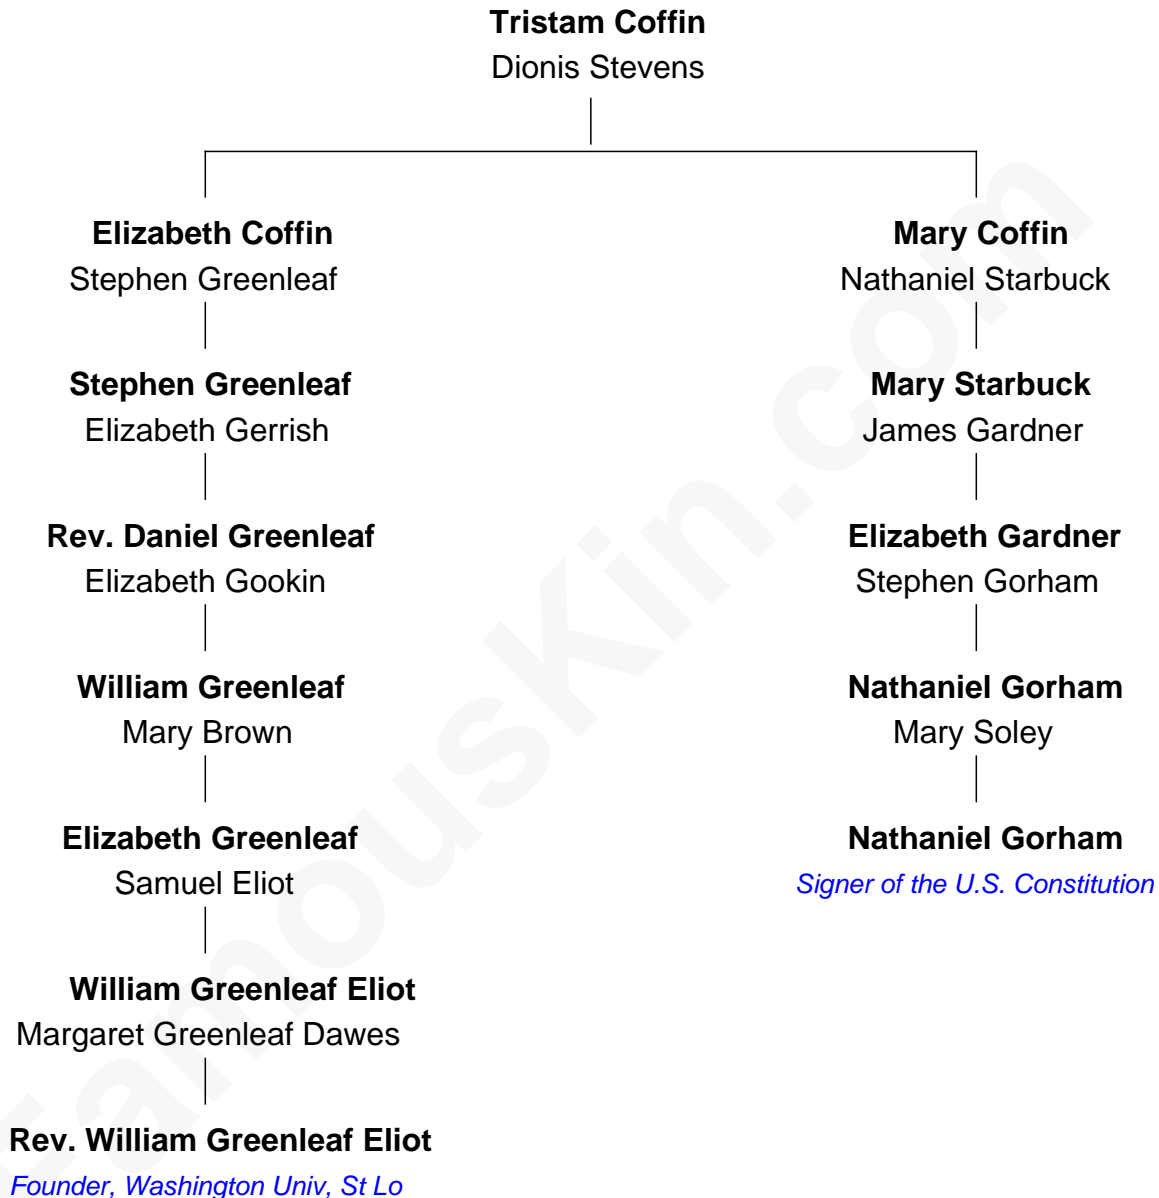 Tristam Coffin
Dionis Stevens
Elizabeth Coffin
Stephen Greenleaf
Mary Coffin
Nathaniel Starbuck
Stephen Greenleaf
Elizabeth Gerrish
Mary Starbuck
James Gardner
Rev. Daniel Greenleaf
Elizabeth Gookin
Elizabeth Gardner
Stephen Gorham
William Greenleaf
Mary Brown
Nathaniel Gorham
Mary Soley
Elizabeth Greenleaf
Samuel Eliot
Nathaniel Gorham
Signer of the U.S. Constitution
William Greenleaf Eliot
Margaret Greenleaf Dawes
Rev. William Greenleaf Eliot
Founder, Washington Univ, St Lo
FamousKin.com